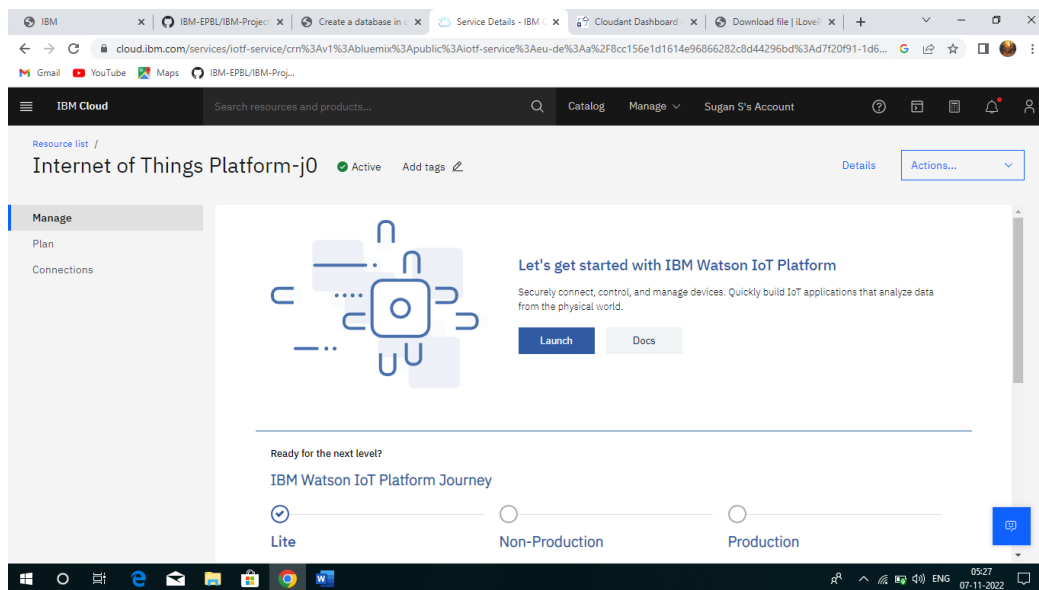 IBM
IBM-EPBL/IBM-Project
Create a database in c
Service Details - IBM C
Cloudant Dashboard -
Download file | iLoveP
cloud.ibm.com/services/iotf-service/crn%3Av1%3Abluemix%3Apublic%3Aiotf-service%3Aeu-de%3Aa%2F8cc156e1d1614e96866282c8d44296bd%3Ad7f20f91-1d6...
Gmail
YouTube
Maps
IBM-EPBL/IBM-Proj...
IBM Cloud
Search resources and products...
Catalog
Manage
Sugan S's Account
Resource list /
Internet of Things Platform-j0
Active
Add tags
Details
Actions...
Manage
Plan
Connections
Let's get started with IBM Watson IoT Platform
Securely connect, control, and manage devices. Quickly build IoT applications that analyze data
from the physical world.
Launch
Docs
Ready for the next level?
IBM Watson IoT Platform Journey
Lite
Non-Production
Production
ENG
05:27
07-11-2022